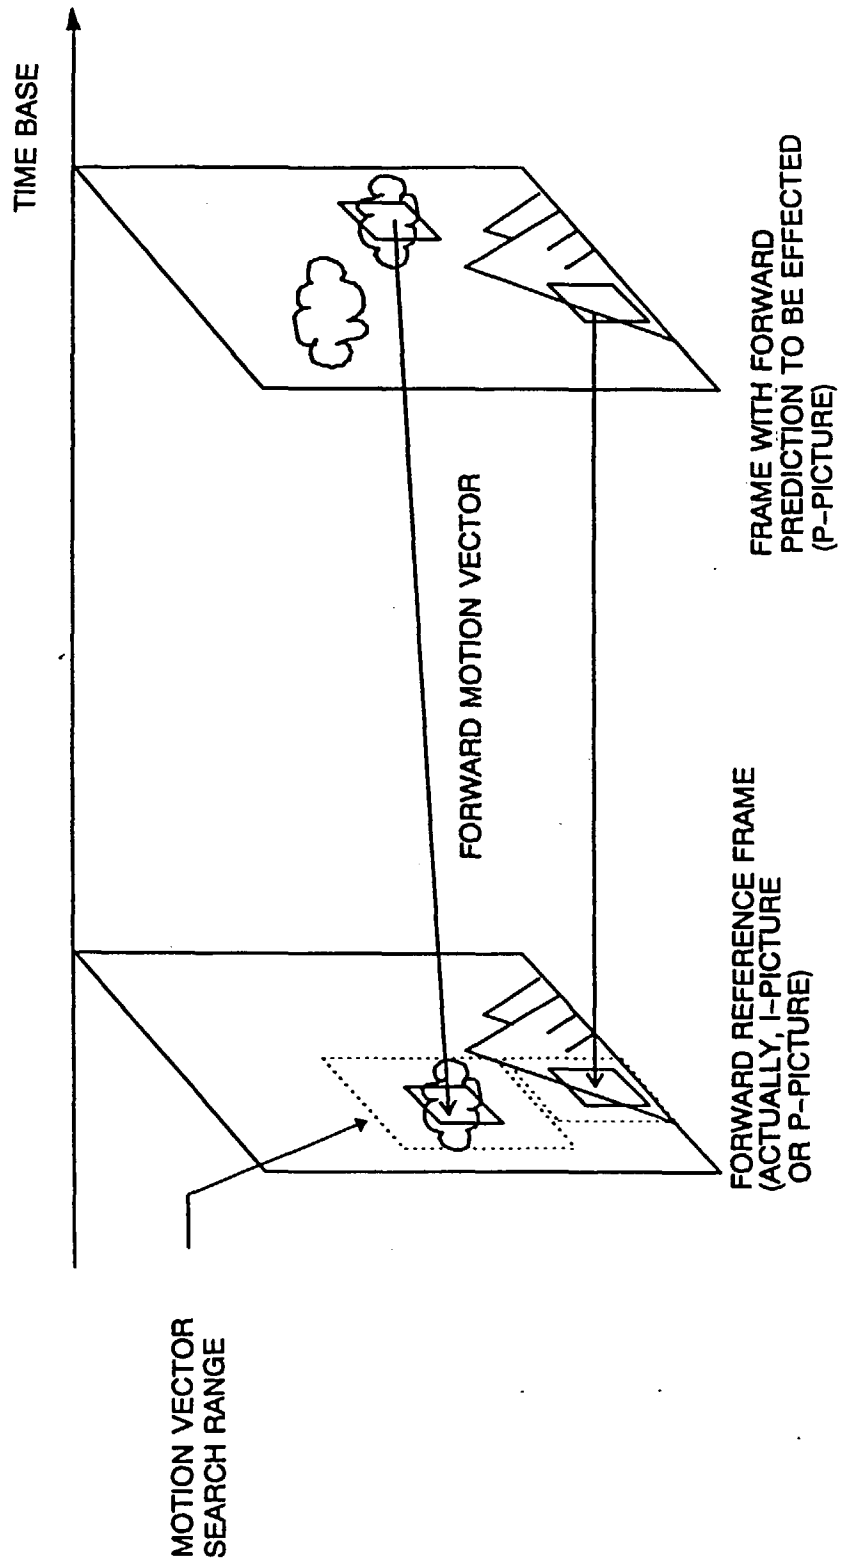 TIME BASE
MOTION VECTOR
SEARCH RANGE
FORWARD MOTION VECTOR
FORWARD REFERENCE FRAME
(ACTUALLY, I-PICTURE
OR P-PICTURE)
FRAME WITH FORWARD
PREDICTION TO BE EFFECTED
(P-PICTURE)